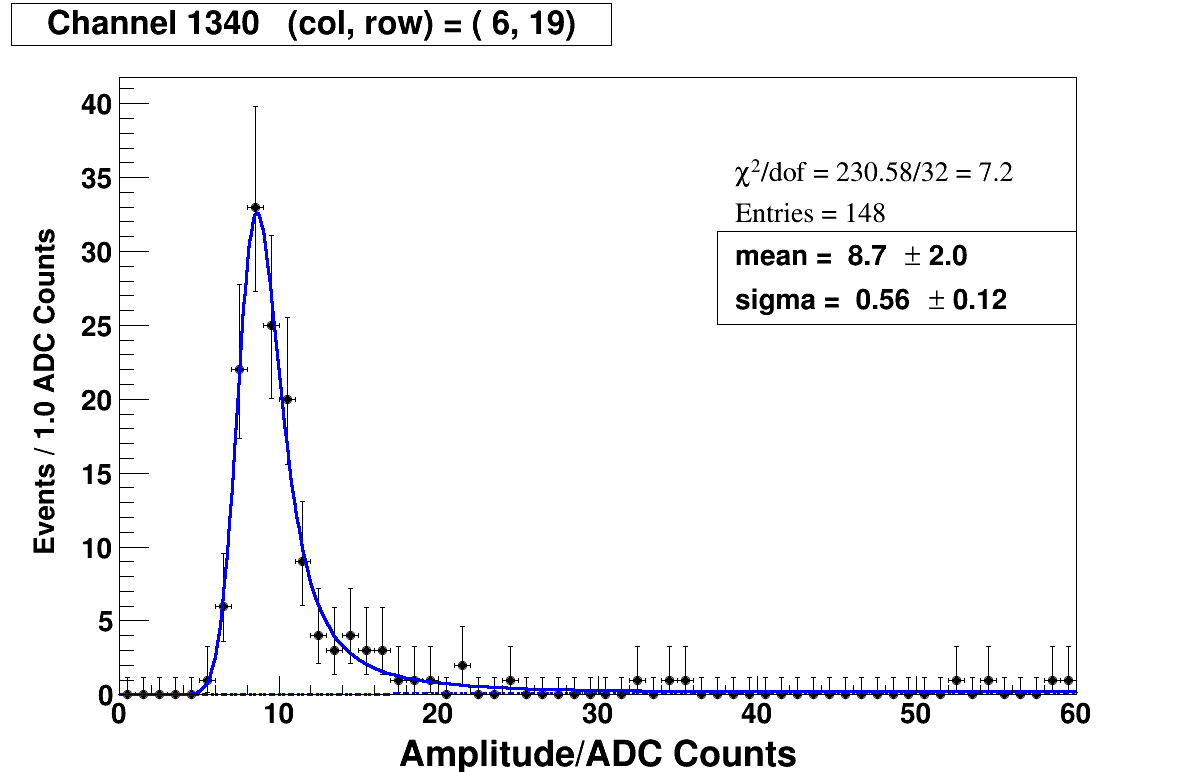 Channel 1340 (col, row) = ( 6, 19)
χ²/dof = 230.58/32 = 7.2
Entries = 148
mean = 8.7 ± 2.0
sigma = 0.56 ± 0.12
Events / 1.0 ADC Counts
40
35
30
25
20
15
10
5
0
0 10 20 30 40 50 60
Amplitude/ADC Counts